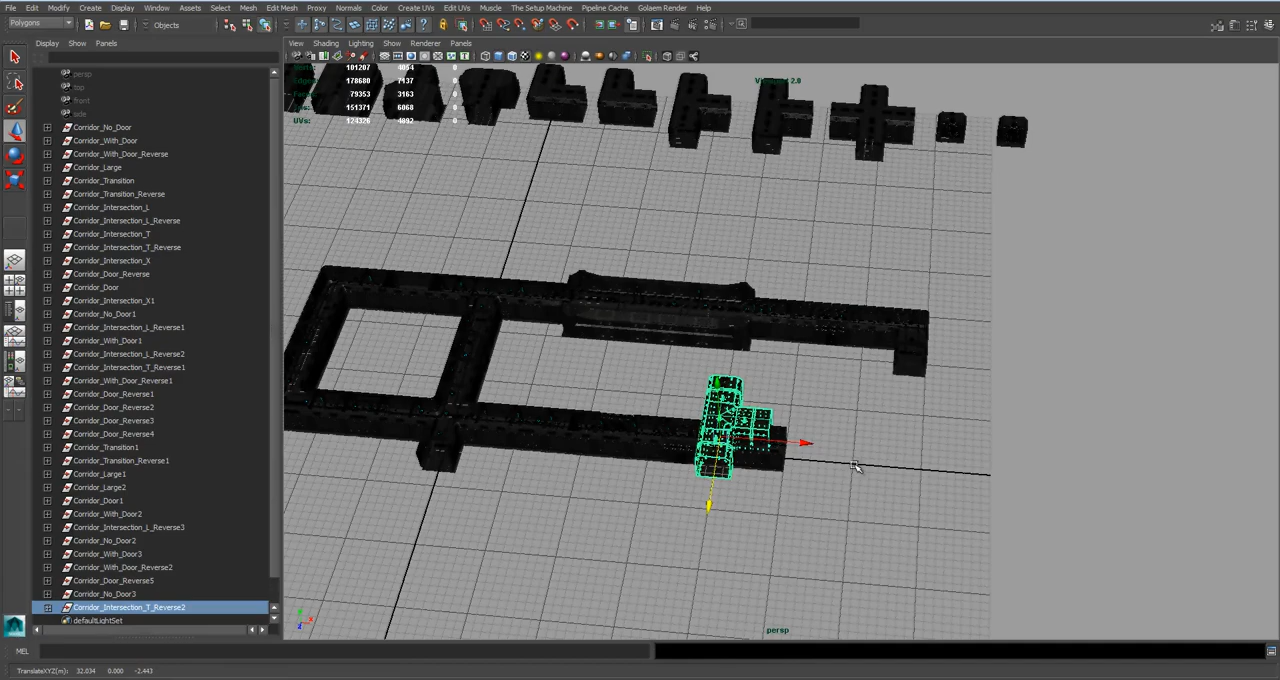 File Edit Modify Create Display Window Assets Select Mesh Edit Mesh Proxy Normals Color Create UVs Edit UVs Muscle The Setup Machine Pipeline Cache Golaem Render Help
Polygons Objects
Display Show Panels
View Shading Lighting Show Renderer Panels
persp
top
front
side
Corridor_No_Door
Corridor_With_Door
Corridor_With_Door_Reverse
Corridor_Large
Corridor_Transition
Corridor_Transition_Reverse
Corridor_Intersection_L
Corridor_Intersection_L_Reverse
Corridor_Intersection_T
Corridor_Intersection_T_Reverse
Corridor_Intersection_X
Corridor_Door_Reverse
Corridor_Door
Corridor_Intersection_X1
Corridor_No_Door1
Corridor_Intersection_L_Reverse1
Corridor_With_Door1
Corridor_Intersection_L_Reverse2
Corridor_Intersection_T_Reverse1
Corridor_With_Door_Reverse1
Corridor_Door_Reverse1
Corridor_Door_Reverse2
Corridor_Door_Reverse3
Corridor_Door_Reverse4
Corridor_Transition1
Corridor_Transition_Reverse1
Corridor_Large1
Corridor_Large2
Corridor_Door1
Corridor_With_Door2
Corridor_Intersection_L_Reverse3
Corridor_No_Door2
Corridor_With_Door3
Corridor_With_Door_Reverse2
Corridor_Door_Reverse5
Corridor_No_Door3
Corridor_Intersection_T_Reverse2
defaultLightSet
101207 4054 0
Edges: 178680 7137 0
79353 3163 0
151371 6068 0
UVs: 124326 4892 0
persp
MEL
TranslateXYZ(m): 32.034 0.000 -2.443